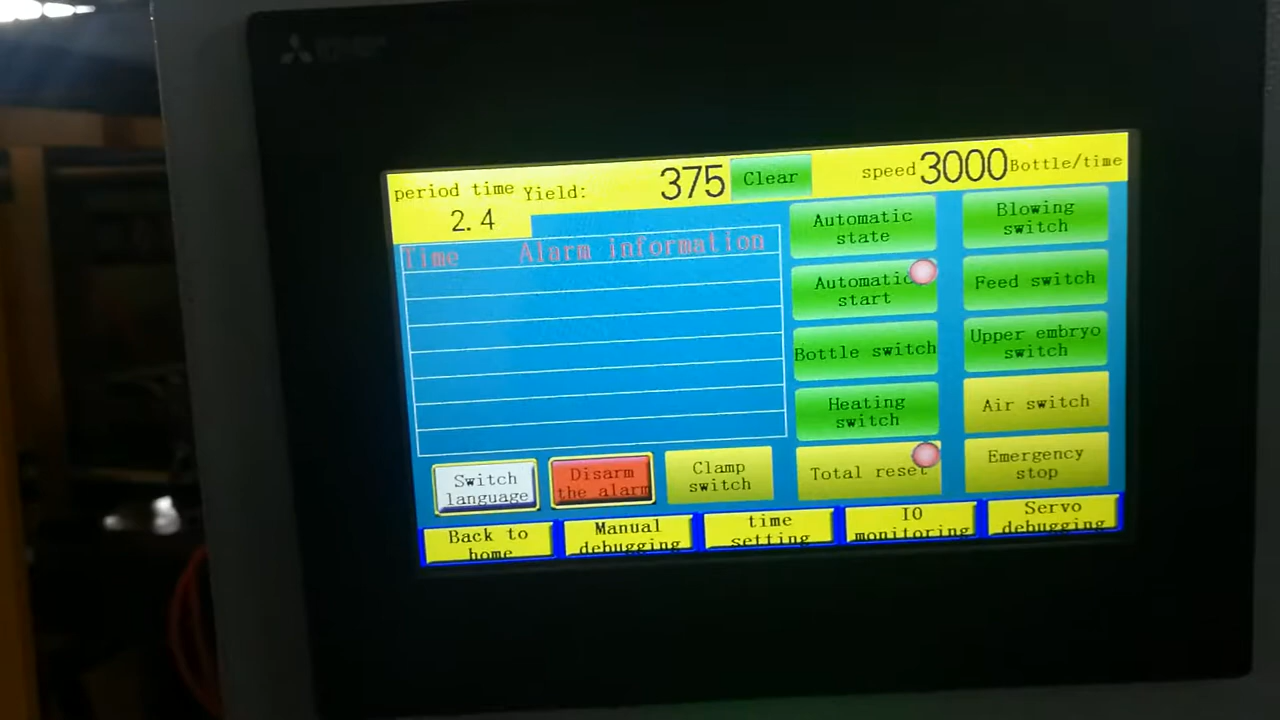 period time
Yield:
375
Clear
speed
3000
Bottle/time
2.4
Time
Alarm information
Automatic
state
Blowing
switch
Automatic
start
Feed switch
Bottle switch
Upper embryo
switch
Heating
switch
Air switch
Switch
language
Disarm
the alarm
Clamp
switch
Total reset
Emergency
stop
Back to
home
Manual
debugging
time
setting
IO
monitoring
Servo
debugging